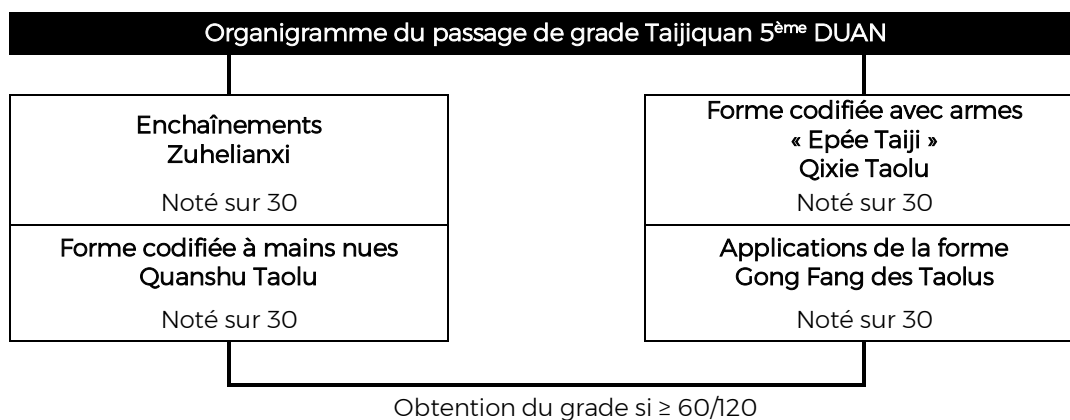 Organigramme du passage de grade Taijiquan 5ème DUAN
Enchaînements
Zuhelianxi
Noté sur 30
Forme codifiée à mains nues
Quanshu Taolu
Noté sur 30
Forme codifiée avec armes
« Epée Taiji »
Qixie Taolu
Noté sur 30
Applications de la forme
Gong Fang des Taolus
Noté sur 30
Obtention du grade si ≥ 60/120